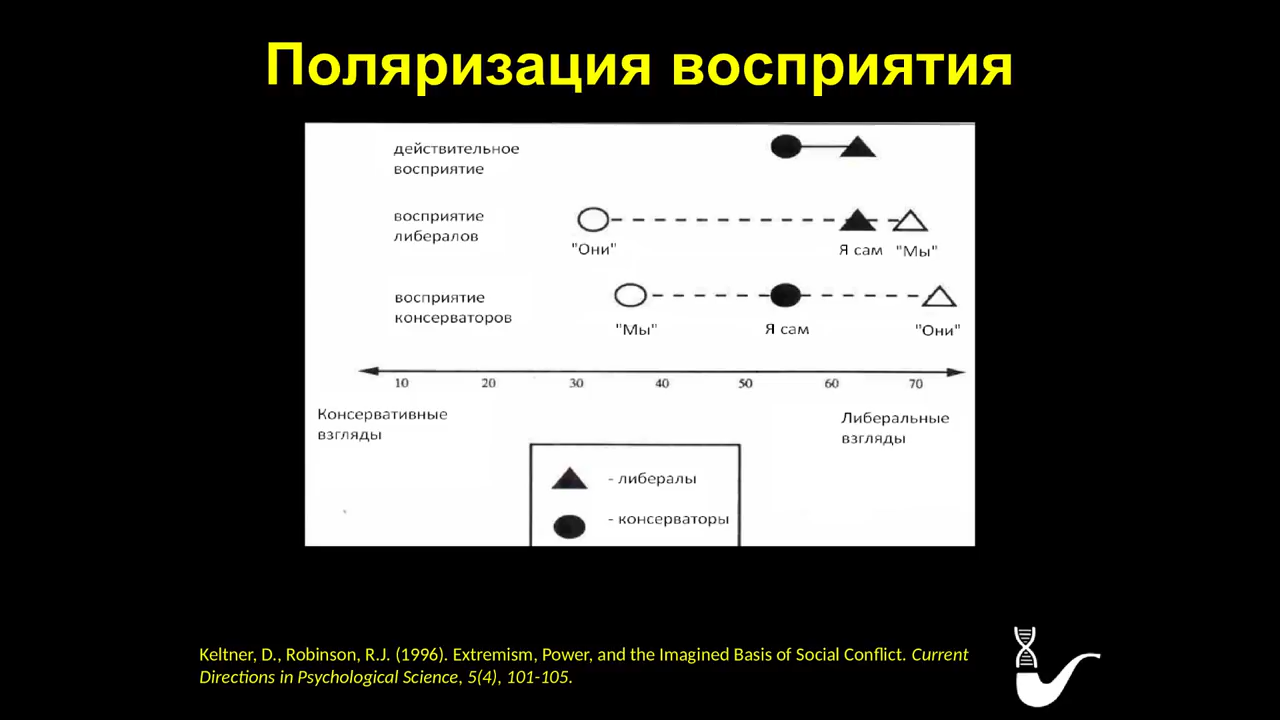 Поляризация восприятия
действительное
восприятие
восприятие
либералов
"Они"
Я сам
"Мы"
восприятие
консерваторов
"Мы"
Я сам
"Они"
10 20 30 40 50 60 70
Консервативные
взгляды
Либеральные
взгляды
- либералы
- консерваторы
Keltner, D., Robinson, R.J. (1996). Extremism, Power, and the Imagined Basis of Social Conflict. Current
Directions in Psychological Science, 5(4), 101-105.